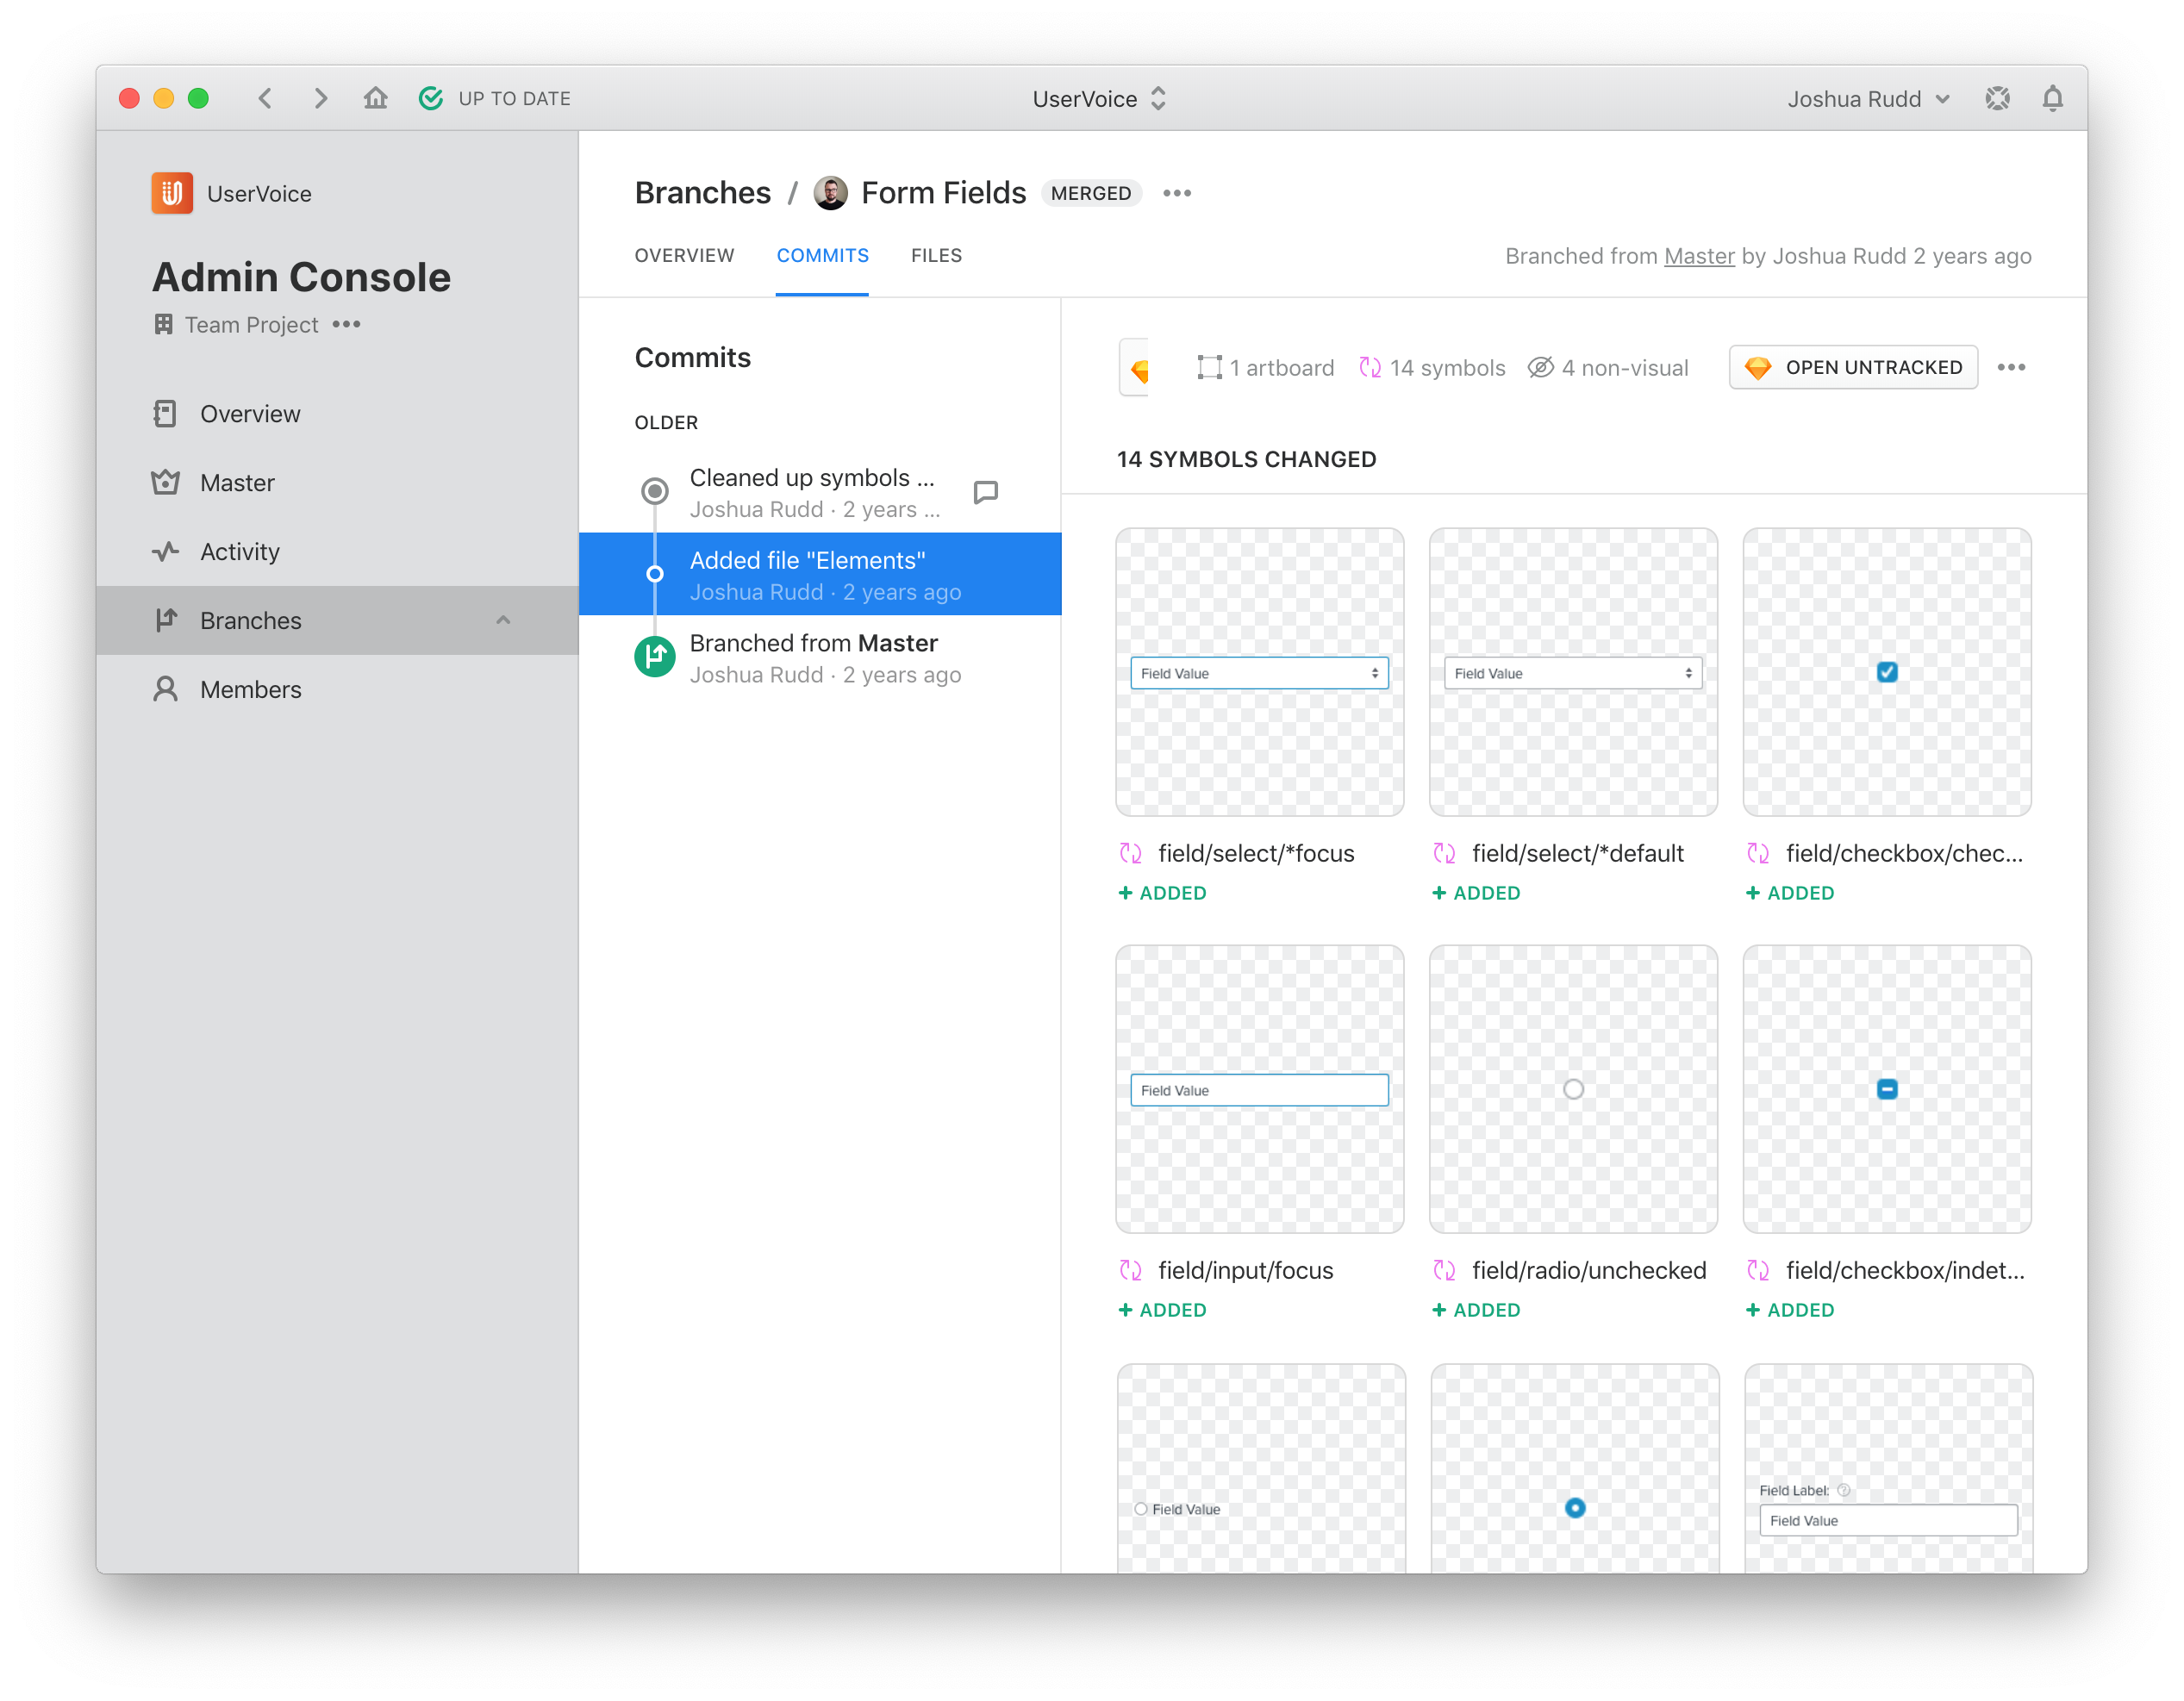 UP TO DATE
UserVoice
Joshua Rudd
UserVoice
Admin Console
Team Project
Overview
Master
Activity
Branches
Members
Branches / Form Fields MERGED
OVERVIEW COMMITS FILES
Branched from Master by Joshua Rudd 2 years ago
Commits
OLDER
Cleaned up symbols ...
Joshua Rudd · 2 years ...
Added file "Elements"
Joshua Rudd · 2 years ago
Branched from Master
Joshua Rudd · 2 years ago
1 artboard 14 symbols 4 non-visual
OPEN UNTRACKED
14 SYMBOLS CHANGED
Field Value
Field Value
field/select/*focus
+ ADDED
field/select/*default
+ ADDED
field/checkbox/chec...
+ ADDED
Field Value
field/input/focus
+ ADDED
field/radio/unchecked
+ ADDED
field/checkbox/indet...
+ ADDED
Field Value
Field Label: ?
Field Value